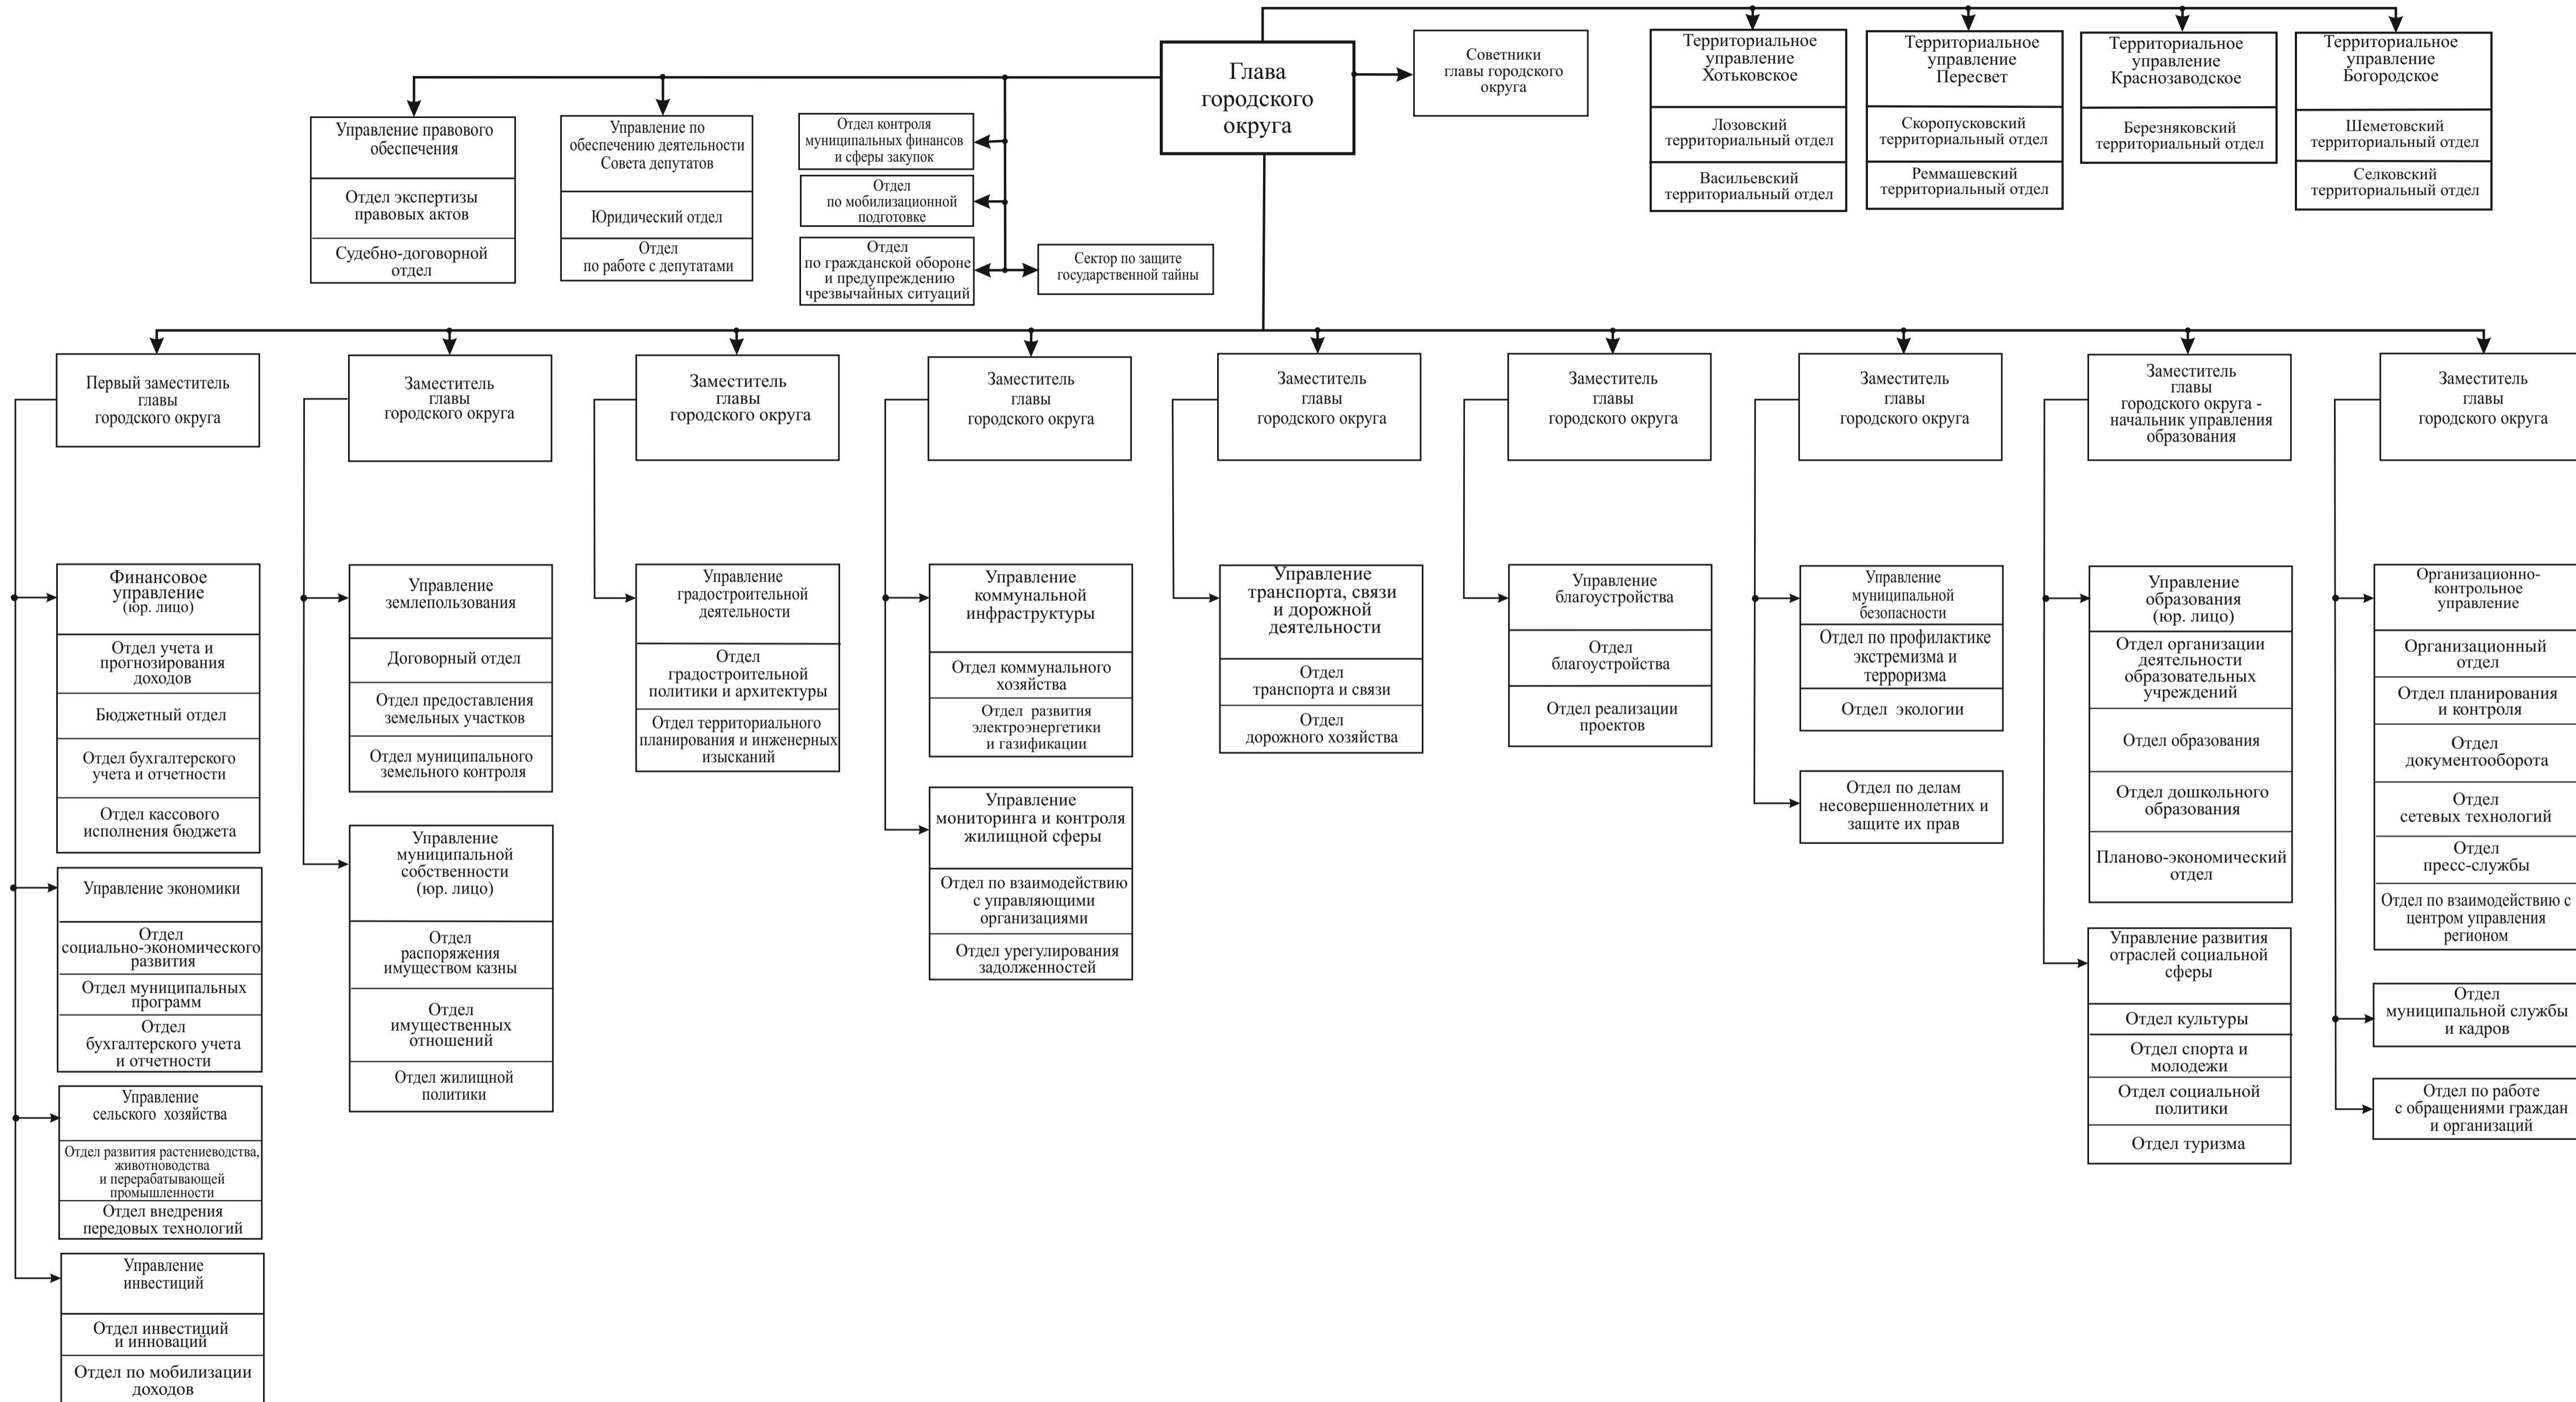 Глава
городского
округа
Советники
главы городского
округа
Территориальное
управление
Хотьковское
Лозовский
территориальный отдел
Васильевский
территориальный отдел
Территориальное
управление
Пересвет
Скоропусковский
территориальный отдел
Реммашевский
территориальный отдел
Территориальное
управление
Краснозаводское
Березняковский
территориальный отдел
Территориальное
управление
Богородское
Шеметовский
территориальный отдел
Селковский
территориальный отдел
Управление правового
обеспечения
Отдел экспертизы
правовых актов
Судебно-договорной
отдел
Управление по
обеспечению деятельности
Совета депутатов
Юридический отдел
Отдел
по работе с депутатами
Отдел контроля
муниципальных финансов
и сферы закупок
Отдел
по мобилизационной
подготовке
Отдел
по гражданской обороне
и предупреждению
чрезвычайных ситуаций
Сектор по защите
государственной тайны
Первый заместитель
главы
городского округа
Финансовое
управление
(юр. лицо)
Отдел учета и
прогнозирования
доходов
Бюджетный отдел
Отдел бухгалтерского
учета и отчетности
Отдел кассового
исполнения бюджета
Управление экономики
Отдел
социально-экономического
развития
Отдел муниципальных
программ
Отдел
бухгалтерского учета
и отчетности
Управление
сельского хозяйства
Отдел развития растениеводства,
животноводства
и перерабатывающей
промышленности
Отдел внедрения
передовых технологий
Управление
инвестиций
Отдел инвестиций
и инноваций
Отдел по мобилизации
доходов
Заместитель
главы
городского округа
Управление
землепользования
Договорный отдел
Отдел предоставления
земельных участков
Отдел муниципального
земельного контроля
Управление
муниципальной
собственности
(юр. лицо)
Отдел
распоряжения
имуществом казны
Отдел
имущественных
отношений
Отдел жилищной
политики
Заместитель
главы
городского округа
Управление
градостроительной
деятельности
Отдел
градостроительной
политики и архитектуры
Отдел территориального
планирования и инженерных
изысканий
Заместитель
главы
городского округа
Управление
коммунальной
инфраструктуры
Отдел коммунального
хозяйства
Отдел развития
электроэнергетики
и газификации
Управление
мониторинга и контроля
жилищной сферы
Отдел по взаимодействию
с управляющими
организациями
Отдел урегулирования
задолженностей
Заместитель
главы
городского округа
Управление
транспорта, связи
и дорожной
деятельности
Отдел
транспорта и связи
Отдел
дорожного хозяйства
Заместитель
главы
городского округа
Управление
благоустройства
Отдел
благоустройства
Отдел реализации
проектов
Заместитель
главы
городского округа
Управление
муниципальной
безопасности
Отдел по профилактике
экстремизма и
терроризма
Отдел экологии
Отдел по делам
несовершеннолетних и
защите их прав
Заместитель
главы
городского округа -
начальник управления
образования
Управление
образования
(юр. лицо)
Отдел организации
деятельности
образовательных
учреждений
Отдел образования
Отдел дошкольного
образования
Планово-экономический
отдел
Управление развития
отраслей социальной
сферы
Отдел культуры
Отдел спорта и
молодежи
Отдел социальной
политики
Отдел туризма
Заместитель
главы
городского округа
Организационно-
контрольное
управление
Организационный
отдел
Отдел планирования
и контроля
Отдел
документооборота
Отдел
сетевых технологий
Отдел
пресс-службы
Отдел по взаимодействию с
центром управления
регионом
Отдел
муниципальной службы
и кадров
Отдел по работе
с обращениями граждан
и организаций